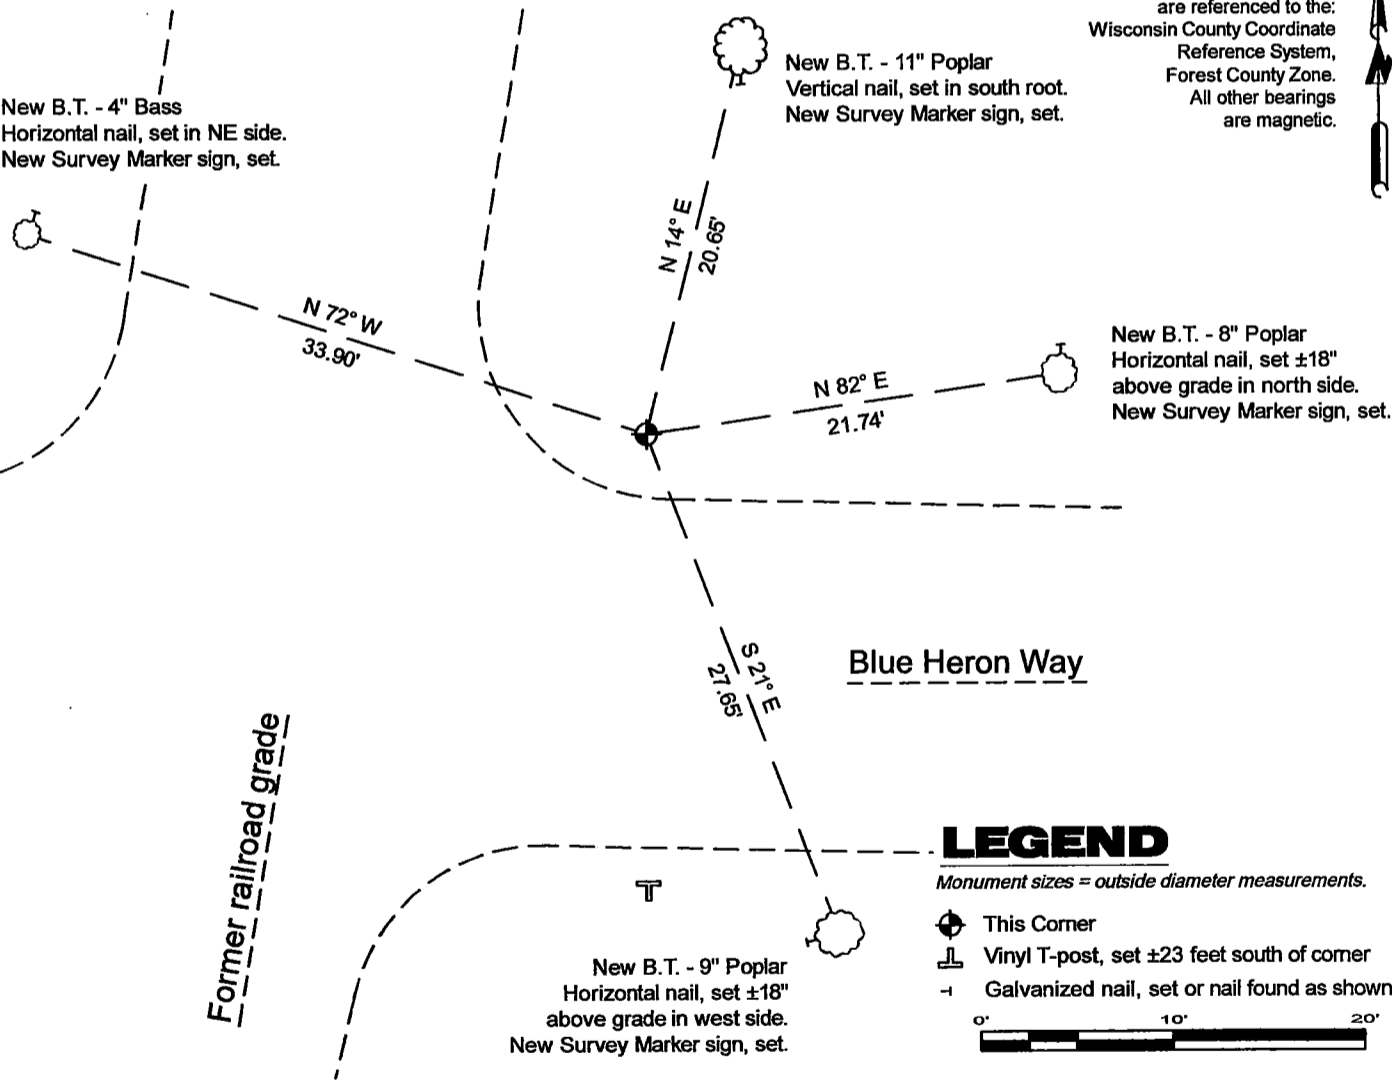 are referenced to the:
Wisconsin County Coordinate
Reference System,
Forest County Zone.
All other bearings
are magnetic.
New B.T. - 11" Poplar
Vertical nail, set in south root.
New Survey Marker sign, set.
New B.T. - 4" Bass
Horizontal nail, set in NE side.
New Survey Marker sign, set.
N 14° E
20.65'
N 72° W
33.90'
New B.T. - 8" Poplar
Horizontal nail, set ±18"
above grade in north side.
New Survey Marker sign, set.
N 82° E
21.74'
S 21° E
27.65'
Blue Heron Way
Former railroad grade
New B.T. - 9" Poplar
Horizontal nail, set ±18"
above grade in west side.
New Survey Marker sign, set.
LEGEND
Monument sizes = outside diameter measurements.
This Corner
Vinyl T-post, set ±23 feet south of corner
Galvanized nail, set or nail found as shown
0' 10' 20'